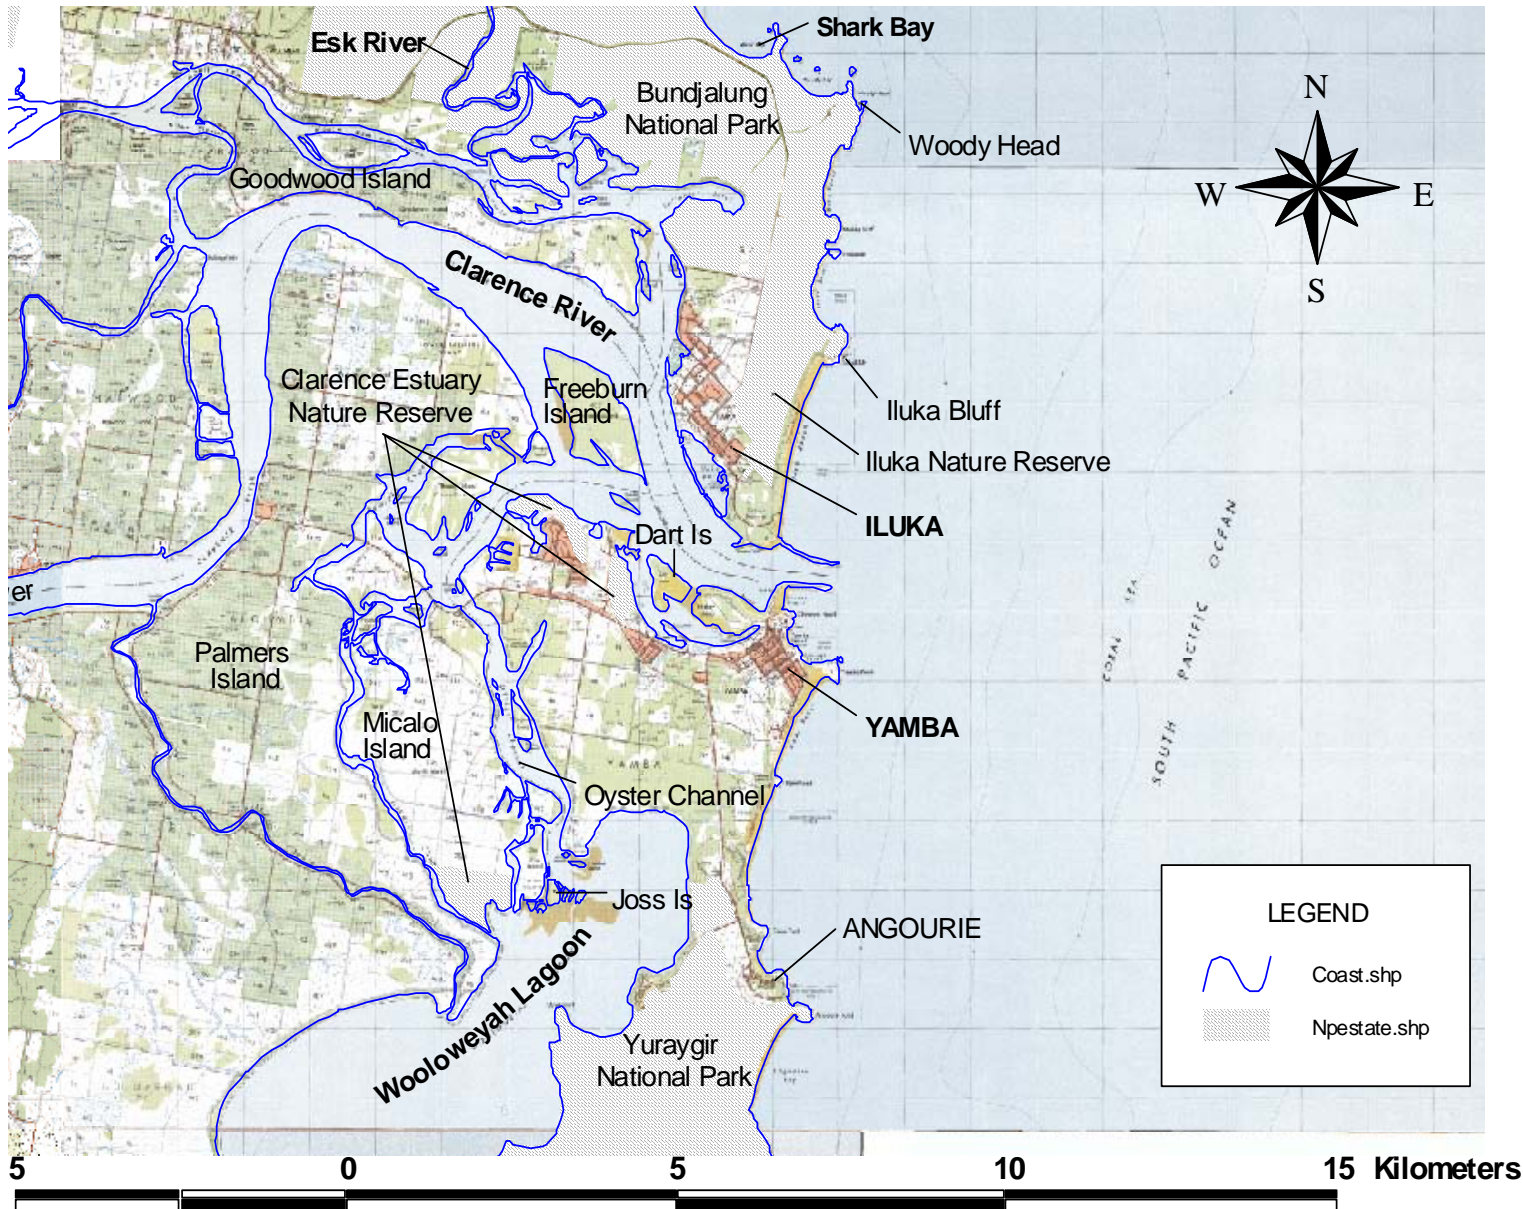 Shark Bay
Esk River
N
Bundjalung
National Park
Woody Head
W
E
Goodwood Island
S
Clarence River
Clarence Estuary
Nature Reserve
Freeburn
Island
Iluka Bluff
Iluka Nature Reserve
ILUKA
Dart Is
er
CORAL SEA
SOUTH PACIFIC OCEAN
Palmers
Island
Micalo
Island
YAMBA
YAMBA
Oyster Channel
Joss Is
ANGOURIE
Wooloweyah Lagoon
Yuraygir
National Park
LEGEND
Coast.shp
Npestate.shp
5 0 5 10 15 Kilometers